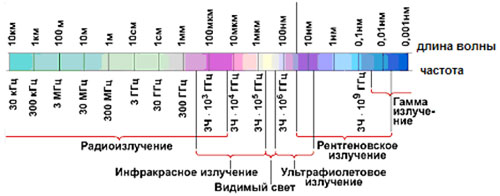 10км 1км 100 м 10м 1м 10см 1см 1мм 100мкм 10мкм 1мкм 100нм 10нм 1нм 0,1нм 0,01нм 0,001нм
длина волны
частота
30 кГц 300 кГц 3 МГц 30 МГц 300 МГц 3 ГГц 30 ГГц 300 ГГц 3Ч · 10³ ГГц 3Ч · 10⁴ ГГц 3Ч · 10⁵ ГГц 3Ч · 10⁶ ГГц 3Ч · 10⁹ ГГц
Гамма
излуче-
ние
Радиоизлучение
Рентгеновское
излучение
Инфракрасное излучение
Ультрафиолетовое
излучение
Видимый свет